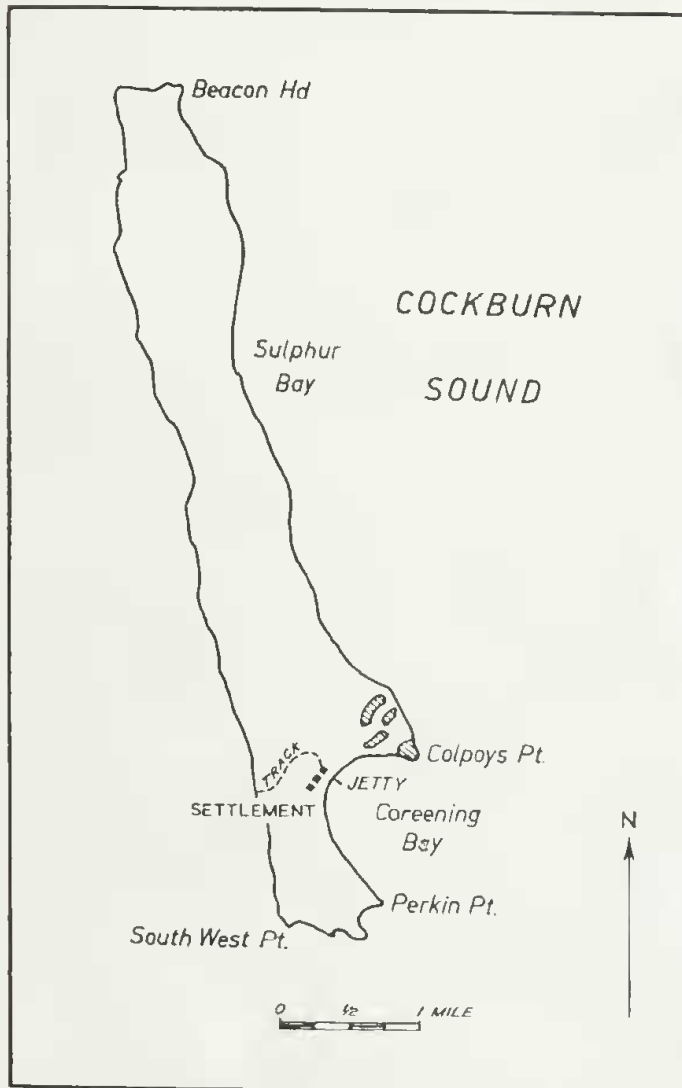 Beacon Hd
COCKBURN
SOUND
Sulphur
Bay
Colpoys Pt.
TRACK
JETTY
SETTLEMENT
Coreening
Bay
N
Perkin Pt.
South West Pt.
0 1/2 1 MILE